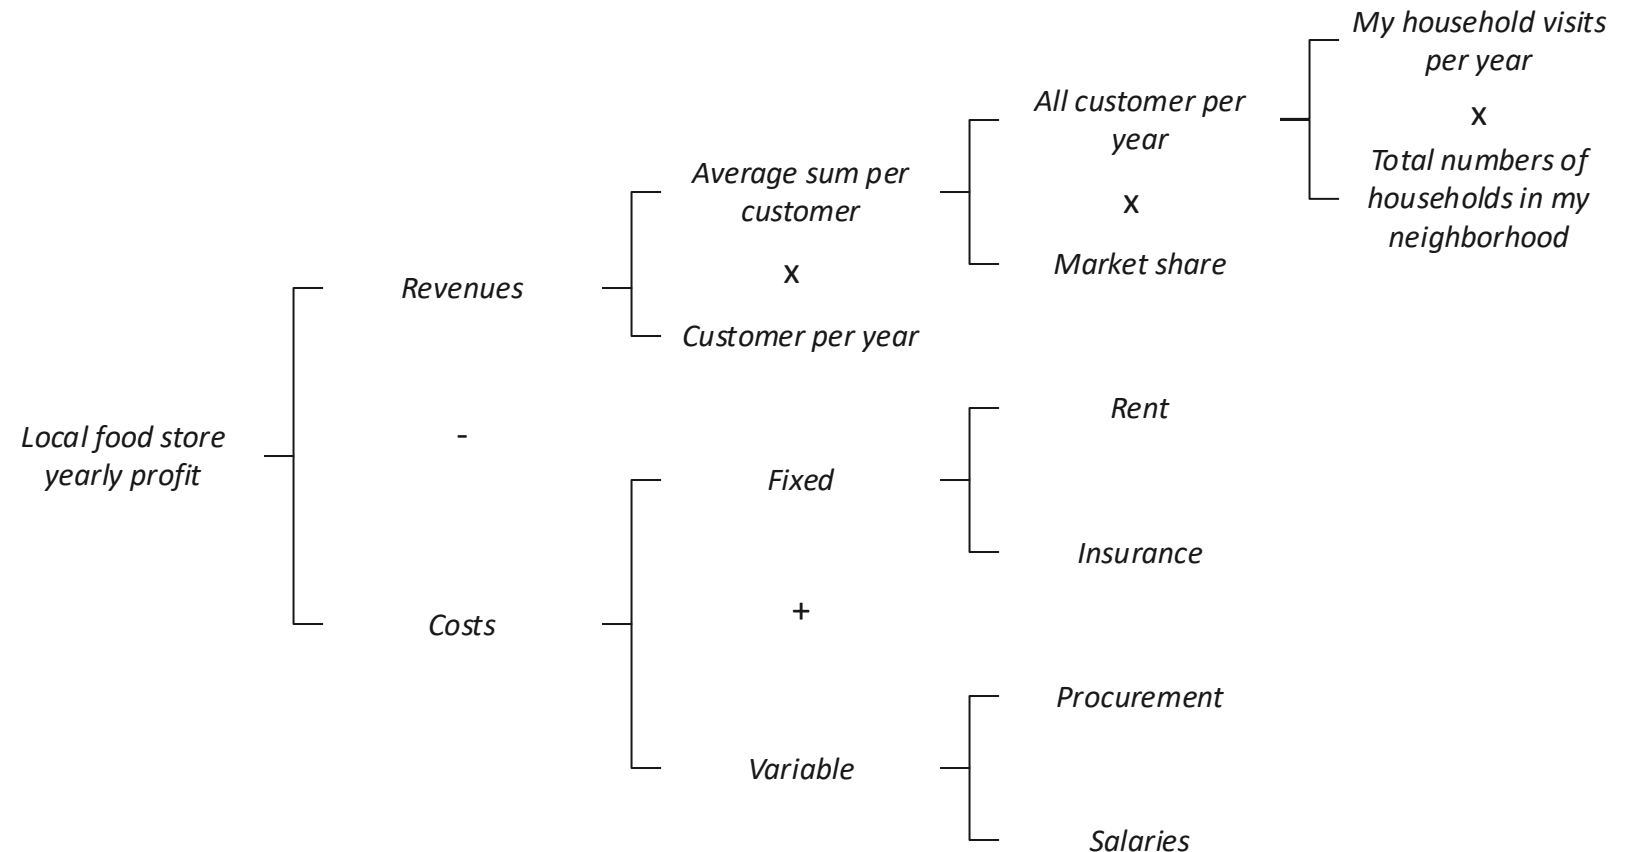 My household visits
per year
x
Total numbers of
households in my
neighborhood
All customer per
year
x
Market share
Average sum per
customer
x
Customer per year
Revenues
-
Local food store
yearly profit
Costs
Fixed
+
Variable
Rent
Insurance
Procurement
Salaries